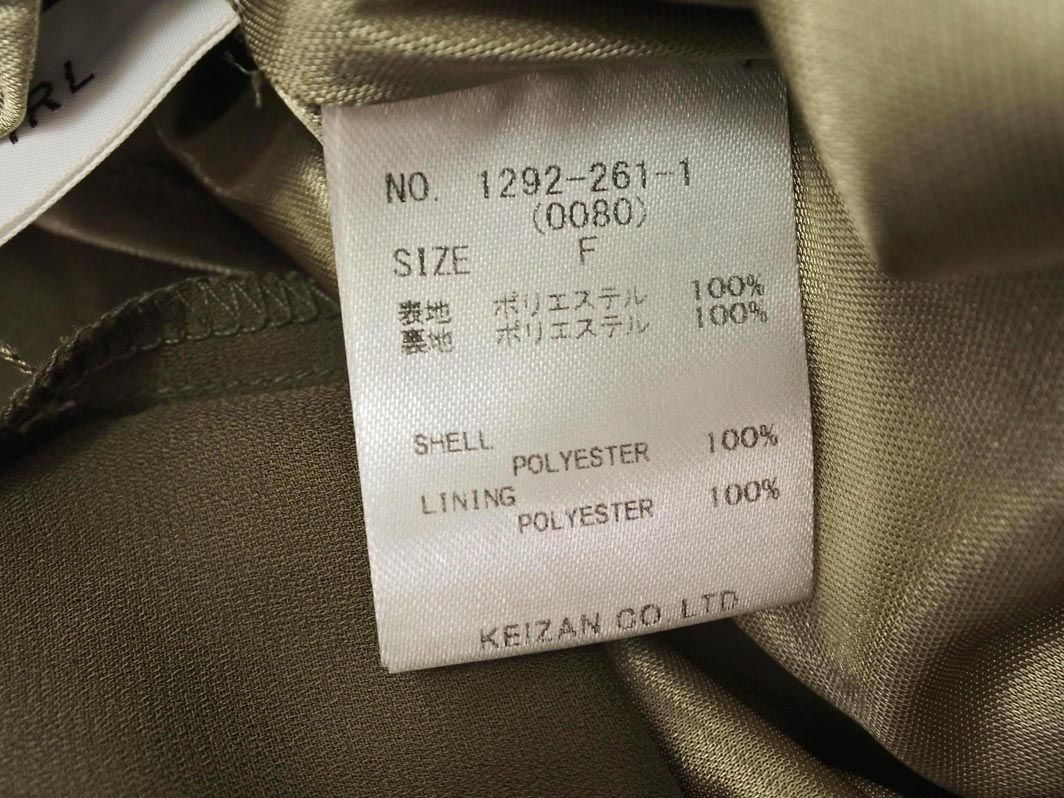 NO. 1292-261-1
(0080)
SIZE F
表地 ポリエステル 100%
裏地 ポリエステル 100%
SHELL
POLYESTER 100%
LINING
POLYESTER 100%
KEIZAN CO LTD